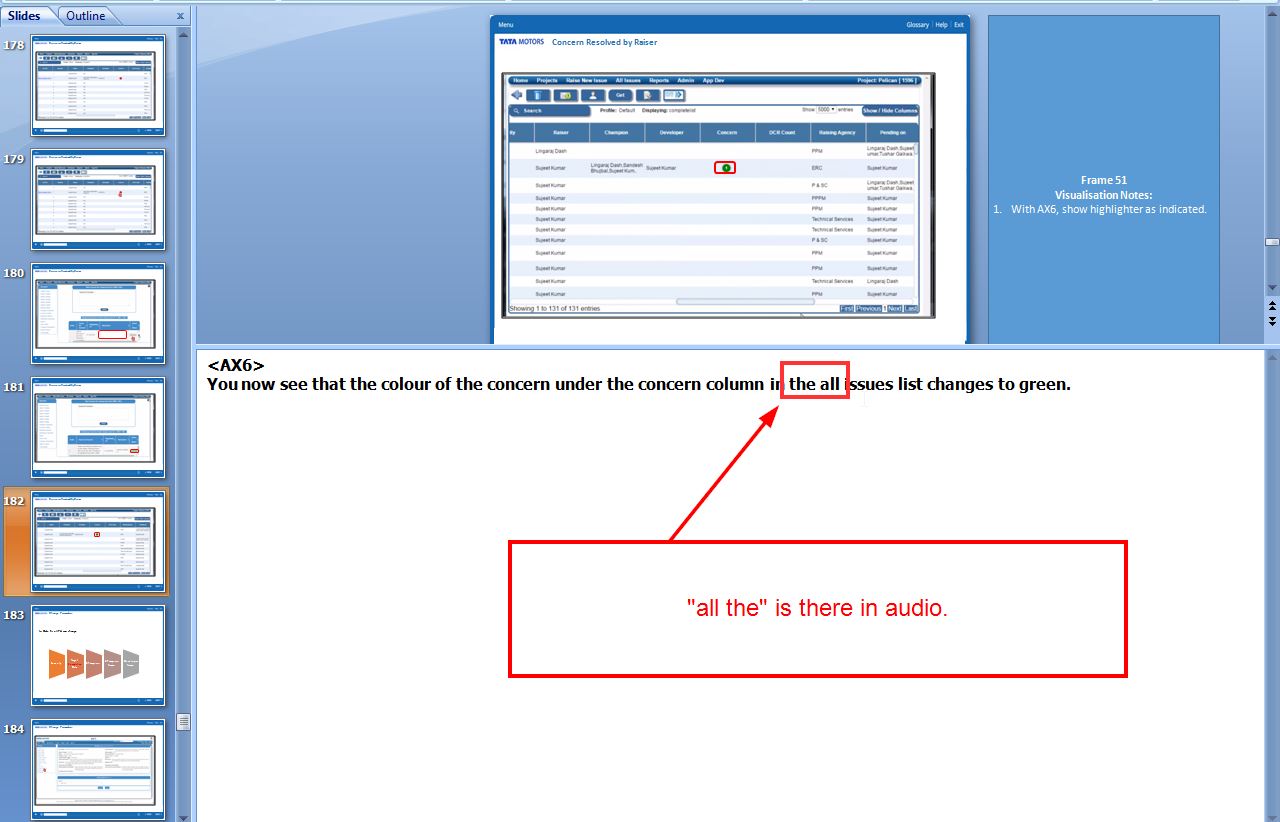 Slides
Outline
x
178
179
180
181
182
183
184
Menu
Glossary | Help | Exit
TATA MOTORS Concern Resolved by Raiser
Home Projects Raise New Issue All Issues Reports Admin App Dev Project: Pelican [ 1596 ]
Get
Search Profile: Default Displaying: completelist Show 5000 entries Show / Hide Columns
ity Raiser Champion Developer Concern DCR Count Raising Agency Pending on
Lingaraj Dash PPM Lingaraj Dash,Sujeet
umar,Tushar Gaikwa
Sujeet Kumar Lingaraj Dash,Sandesh Sujeet Kumar ERC Sujeet Kumar
Bhujbal,Sujeet Kum,
Sujeet Kumar P & SC Lingaraj Dash,Sujeet
umar,Tushar Gaikwa
Sujeet Kumar PPPM Sujeet Kumar
Sujeet Kumar PPM Sujeet Kumar
Sujeet Kumar Technical Services Sujeet Kumar
Sujeet Kumar Technical Services Sujeet Kumar
Sujeet Kumar P & SC Sujeet Kumar
Sujeet Kumar PPM Sujeet Kumar
Sujeet Kumar PPM Sujeet Kumar
Sujeet Kumar Technical Services Lingaraj Dash
Sujeet Kumar PPM Sujeet Kumar
Showing 1 to 131 of 131 entries First Previous 1 Next Last
Frame 51
Visualisation Notes:
1. With AX6, show highlighter as indicated.
<AX6>
You now see that the colour of the concern under the concern column in the all issues list changes to green.
"all the" is there in audio.